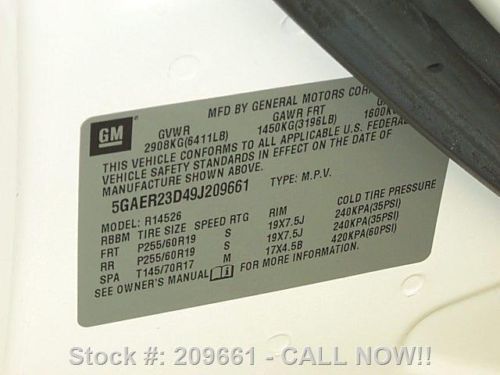 MFD BY GENERAL MOTORS COR
GM
GVWR GAWR FRT
2908KG(6411LB) 1450KG(3196LB) 1600K
THIS VEHICLE CONFORMS TO ALL APPLICABLE U.S. FEDERAL
VEHICLE SAFETY STANDARDS IN EFFECT ON THE DATE OF
MANUFACTURE SHOWN ABOVE.
5GAER23D49J209661 TYPE: M.P.V.
MODEL: R14526
RBBM TIRE SIZE SPEED RTG RIM COLD TIRE PRESSURE
FRT P255/60R19 S 19X7.5J 240KPA(35PSI)
RR P255/60R19 S 19X7.5J 240KPA(35PSI)
SPA T145/70R17 M 17X4.5B 420KPA(60PSI)
SEE OWNER'S MANUAL FOR MORE INFORMATION.
Stock #: 209661 - CALL NOW!!